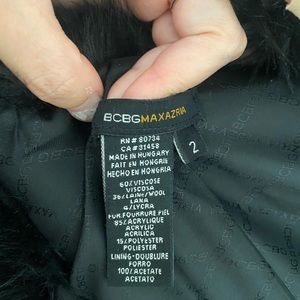 BCBGMAXAZRIA
RN# 80734
CA#31458
MADE IN HUNGARY
FAIT EN HONGRIE
HECHO EN HONGRIA
2
60% VISCOSE
VISCOSA
36% LAINE/WOOL
LANA
4% LYCRA
FUR.FOURRURE PIEL
85% ACRYLIQUE
ACRYLIC
ACRILICA
15% POLYESTER
POLIESTER
LINING-DOUBLURE
FORRO
100% ACETATE
ACETATO